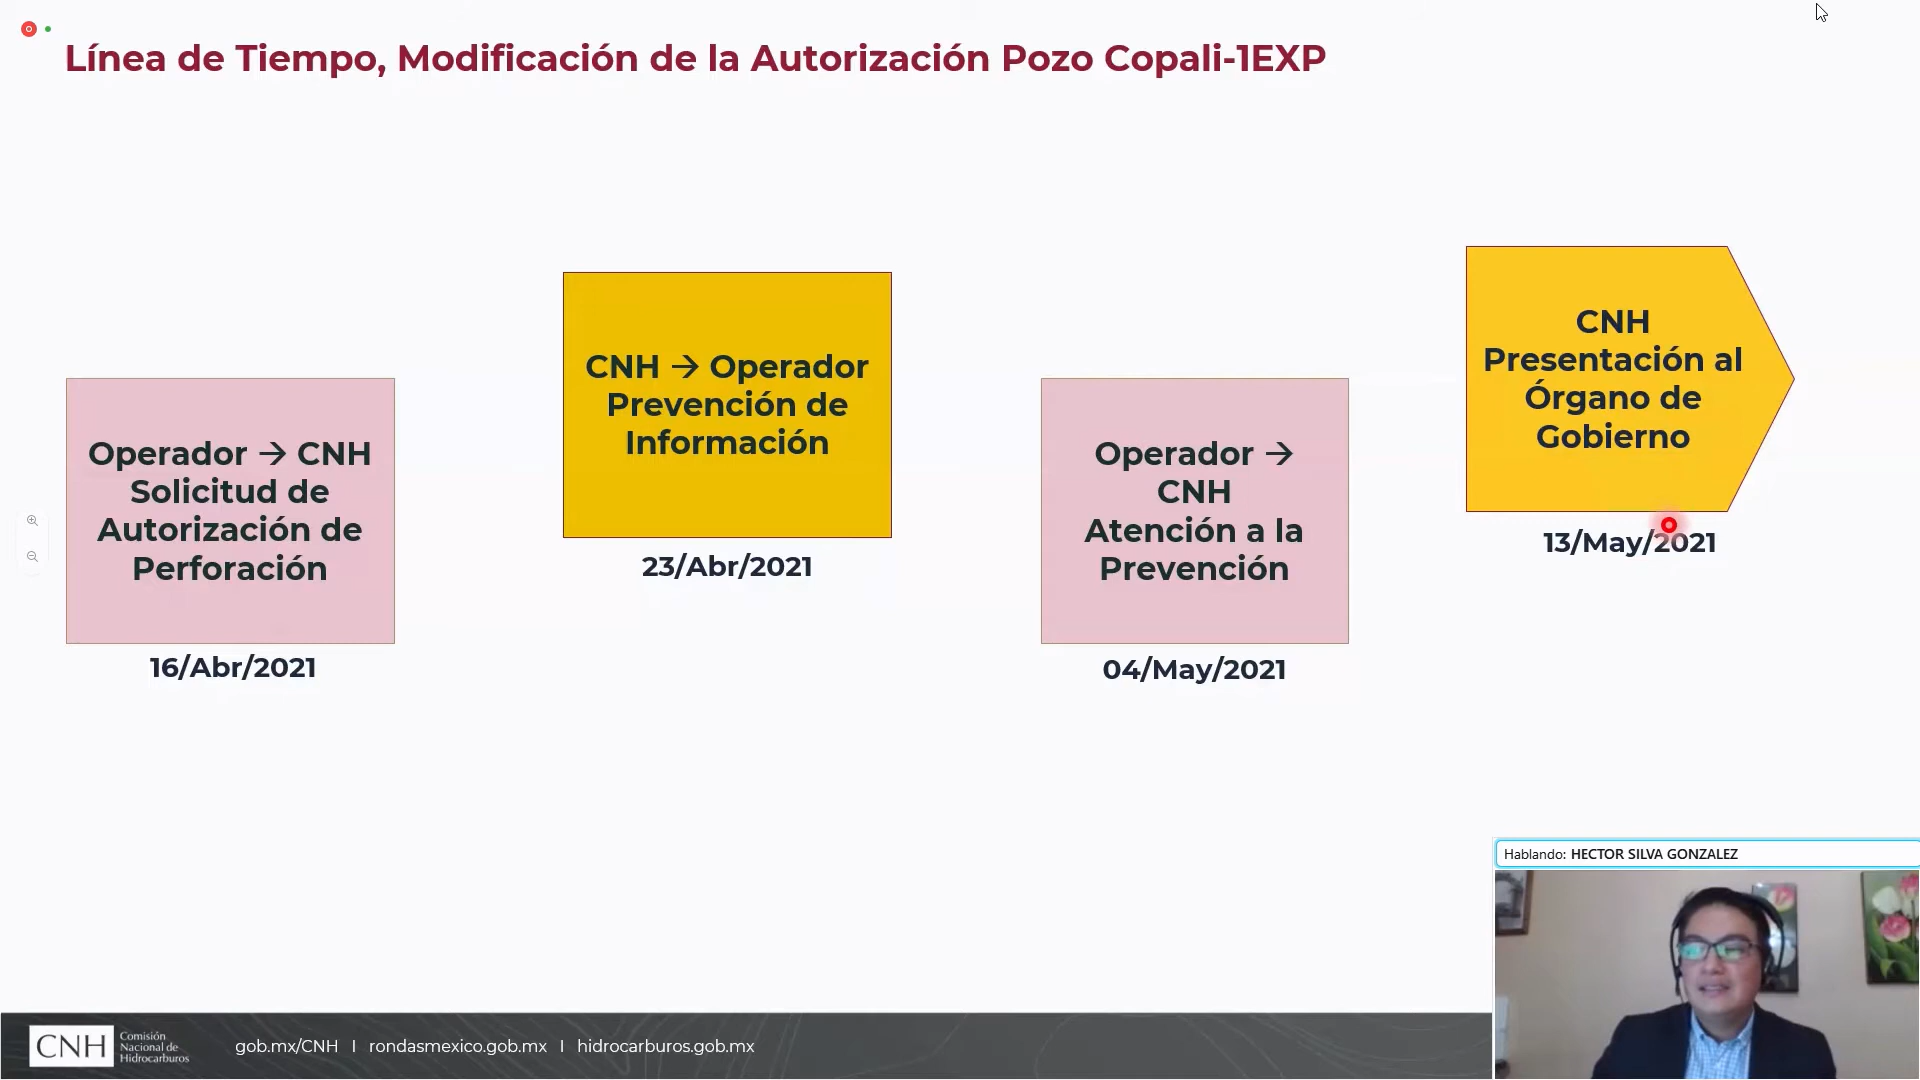 Línea de Tiempo, Modificación de la Autorización Pozo Copali-1EXP
Operador → CNH
Solicitud de
Autorización de
Perforación
16/Abr/2021
CNH → Operador
Prevención de
Información
23/Abr/2021
Operador →
CNH
Atención a la
Prevención
04/May/2021
CNH
Presentación al
Órgano de
Gobierno
13/May/2021
Hablando: HECTOR SILVA GONZALEZ
CNH
Comisión
Nacional de
Hidrocarburos
gob.mx/CNH I rondasmexico.gob.mx I hidrocarburos.gob.mx